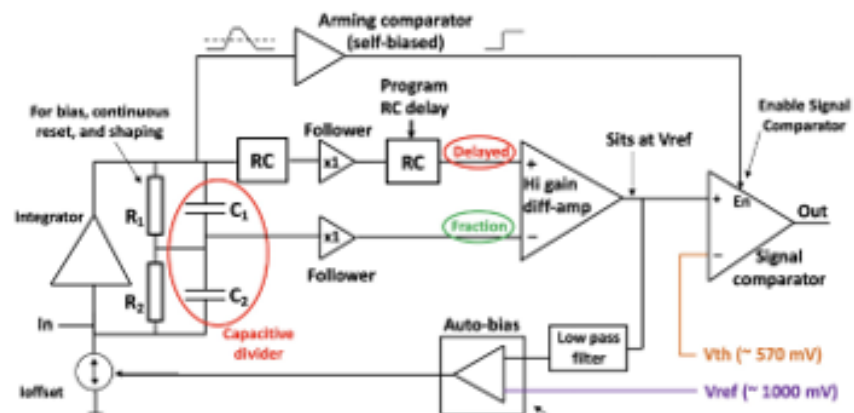 Arming comparator
(self-biased)
Program
RC delay
For bias, continuous
reset, and shaping
Follower
Enable Signal
Comparator
Sits at Vref
RC
x1
RC
Delayed
+
Hi gain
diff-amp
-
+
En
-
Out
Integrator
R1
C1
x1
Fraction
Follower
Signal
comparator
R2
C2
In
Capacitive
divider
Auto-bias
Low pass
filter
Vth (~ 570 mV)
Ioffset
Vref (~ 1000 mV)